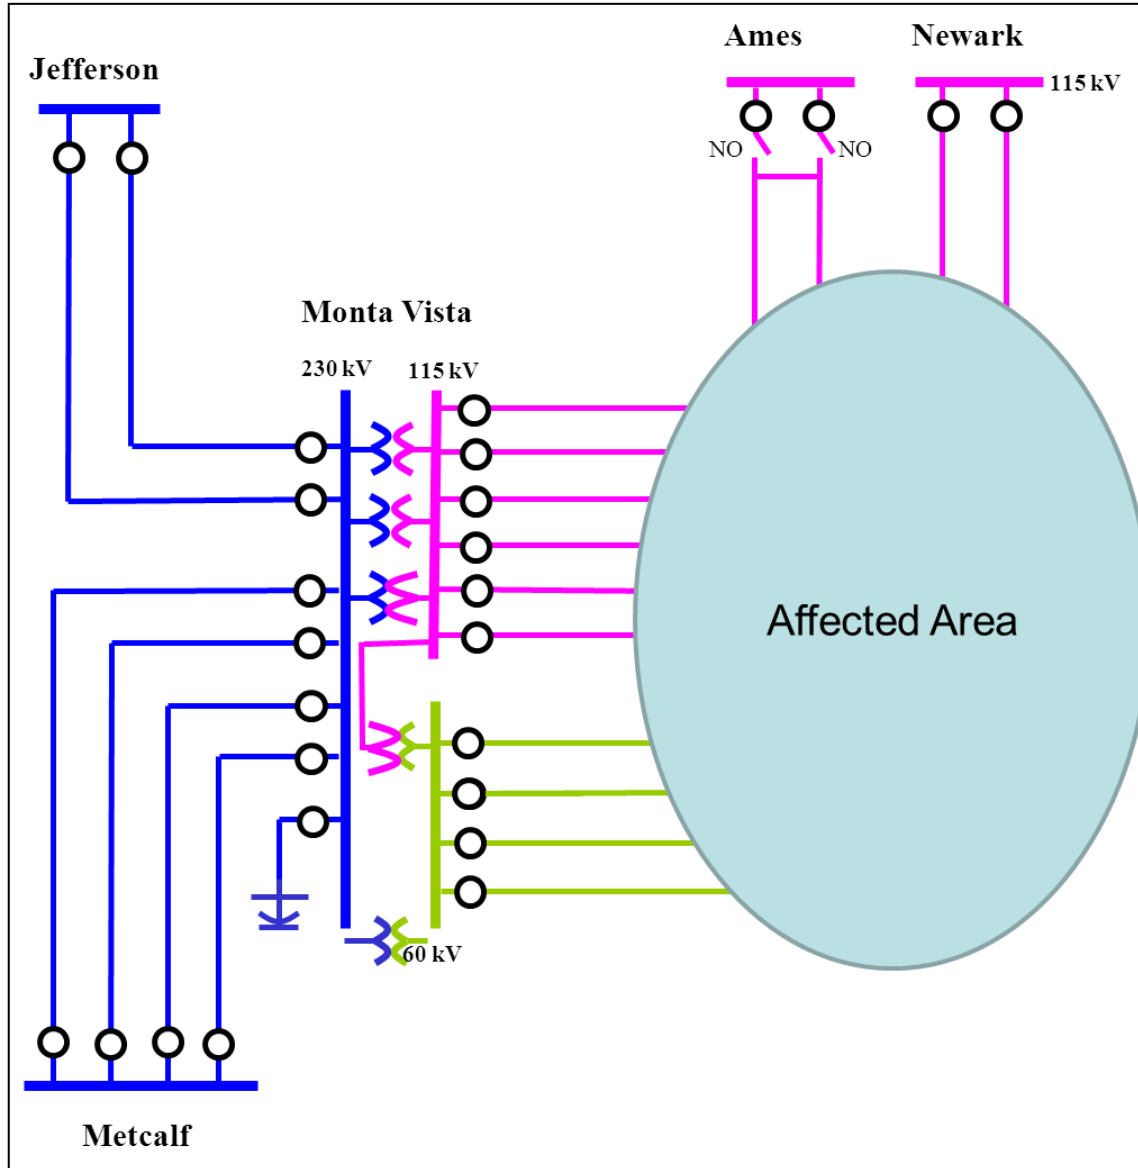 Ames
Newark
Jefferson
115 kV
NO
NO
Monta Vista
230 kV
115 kV
Affected Area
60 kV
Metcalf